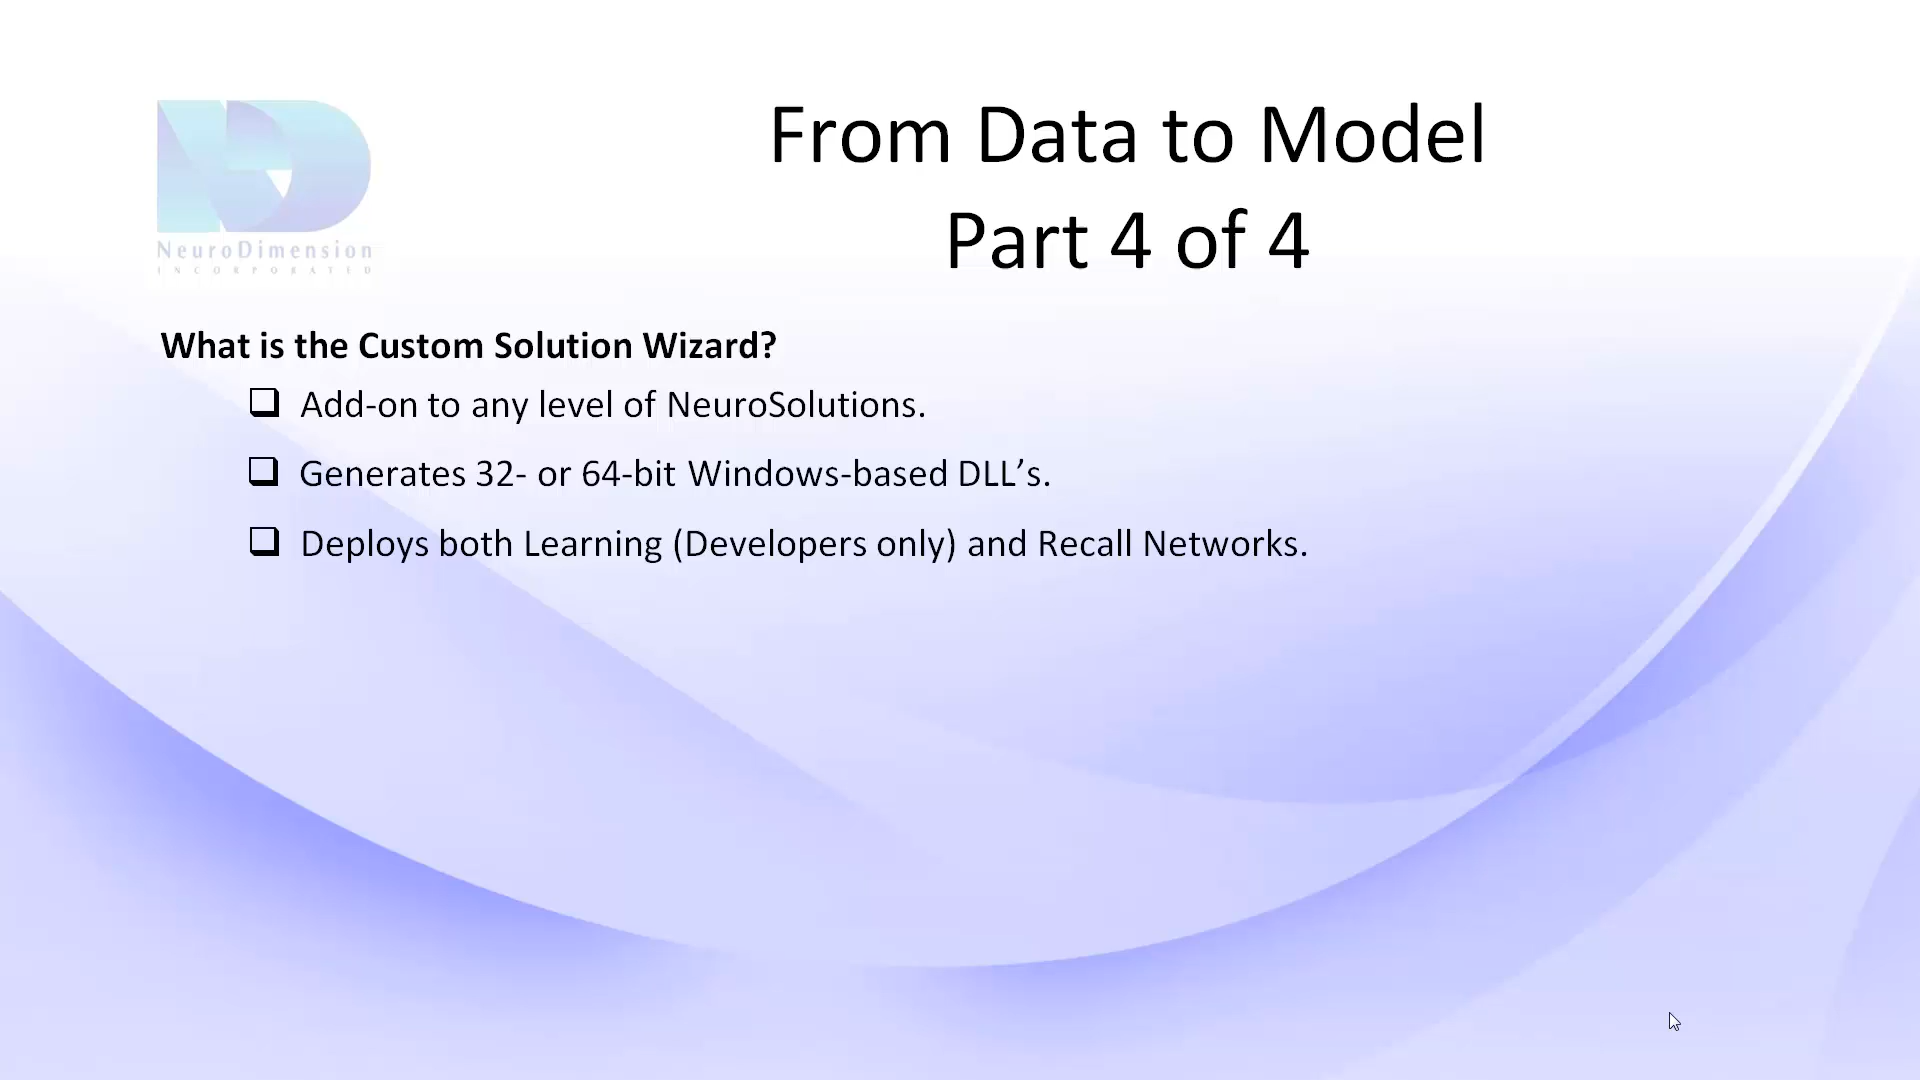 NeuroDimension
INCORPORATED
From Data to Model
Part 4 of 4
What is the Custom Solution Wizard?
Add-on to any level of NeuroSolutions.
Generates 32- or 64-bit Windows-based DLL’s.
Deploys both Learning (Developers only) and Recall Networks.